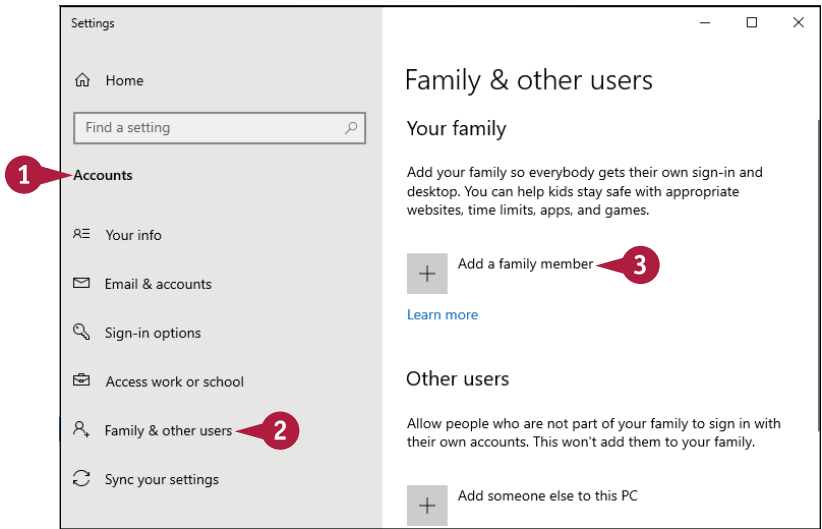 Settings
Home
Find a setting
1
Accounts
Your info
Email & accounts
Sign-in options
Access work or school
Family & other users
2
Sync your settings
Family & other users
Your family
Add your family so everybody gets their own sign-in and
desktop. You can help kids stay safe with appropriate
websites, time limits, apps, and games.
Add a family member
3
Learn more
Other users
Allow people who are not part of your family to sign in with
their own accounts. This won't add them to your family.
Add someone else to this PC